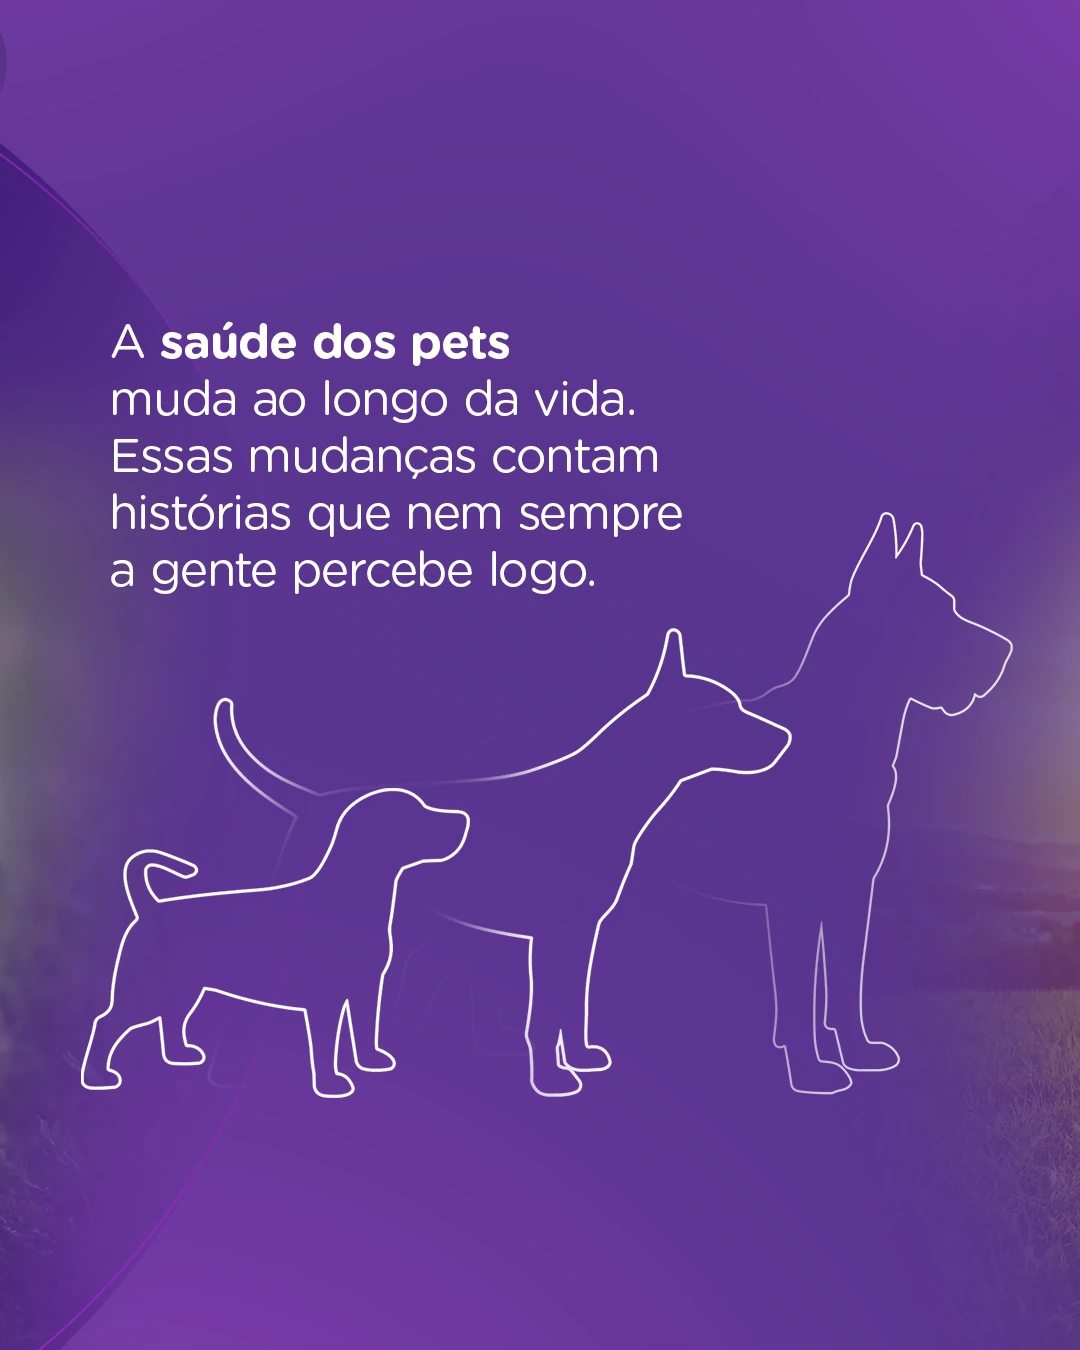 A saúde dos pets
muda ao longo da vida.
Essas mudanças contam
histórias que nem sempre
a gente percebe logo.